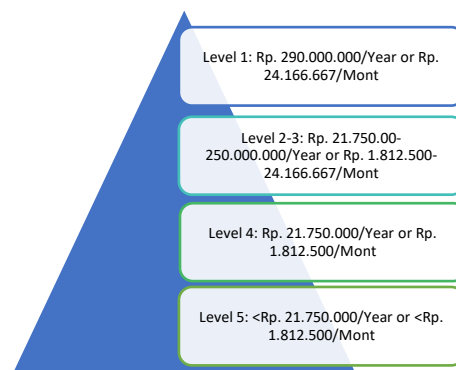 Level 1: Rp. 290.000.000/Year or Rp.
24.166.667/Mont
Level 2-3: Rp. 21.750.00-
250.000.000/Year or Rp. 1.812.500-
24.166.667/Mont
Level 4: Rp. 21.750.000/Year or Rp.
1.812.500/Mont
Level 5: <Rp. 21.750.000/Year or <Rp.
1.812.500/Mont